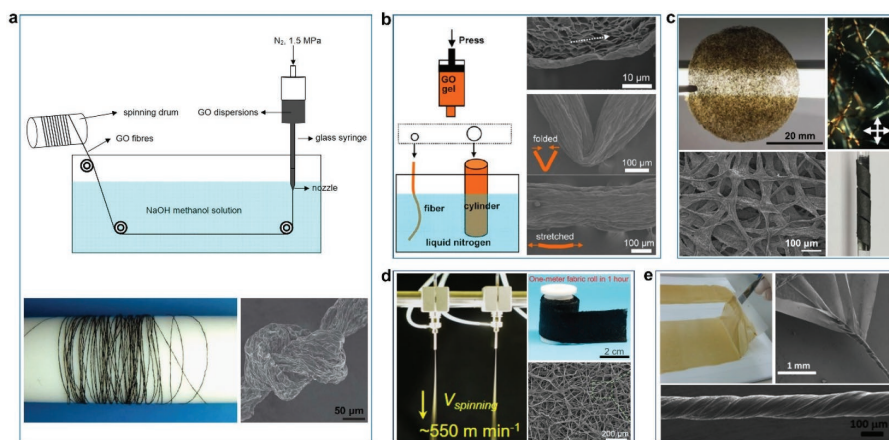 a
N₂, 1.5 MPa
spinning drum
GO dispersions
GO fibres
glass syringe
nozzle
NaOH methanol solution
50 µm
b
Press
GO
gel
fiber
cylinder
liquid nitrogen
10 µm
folded
100 µm
stretched
100 µm
c
20 mm
100 µm
d
V spinning
~550 m min⁻¹
One-meter fabric roll in 1 hour
2 cm
200 µm
e
1 mm
100 µm